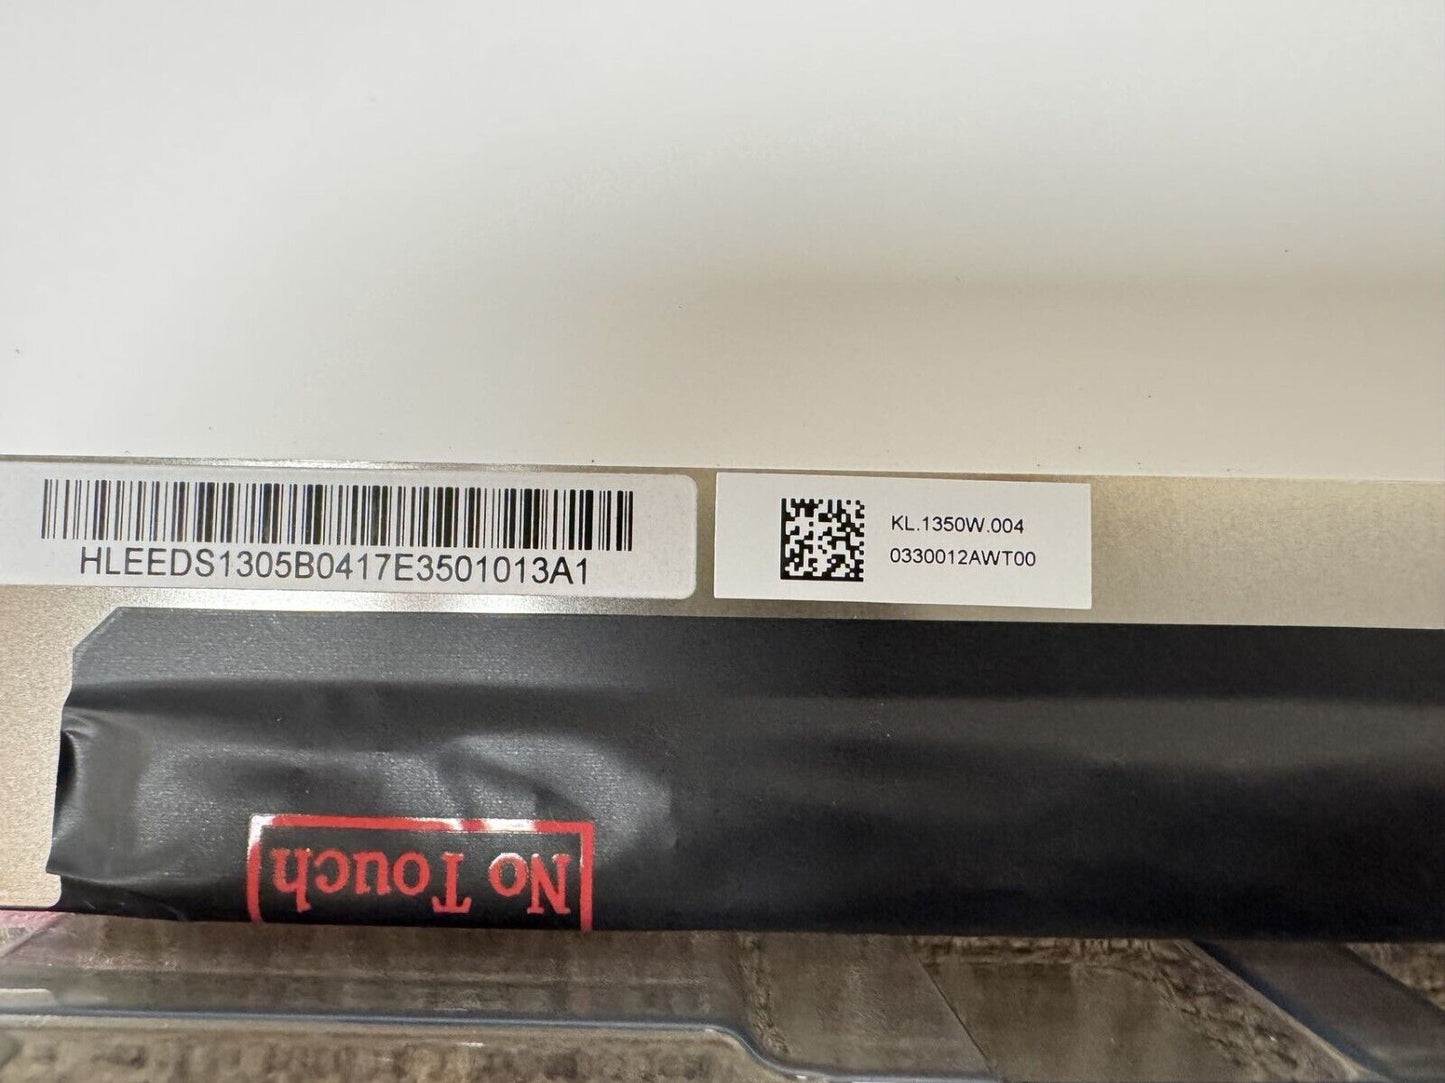 HLEEDS1305B0417E3501013A1
KL.1350W.004
0330012AWT00
No Touch